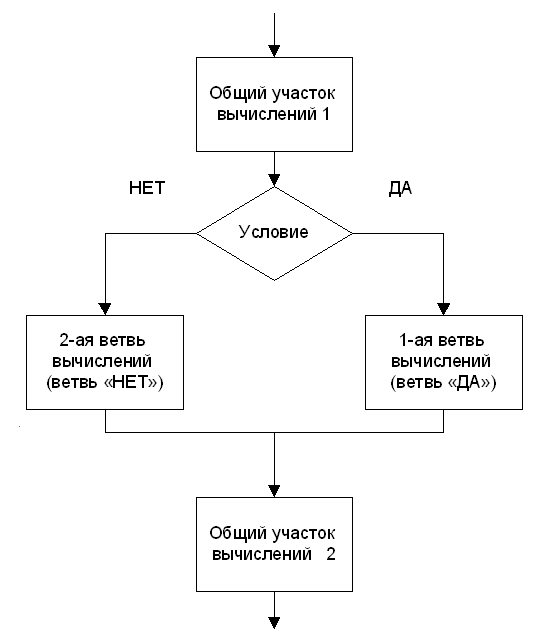 Общий участок
вычислений 1
НЕТ
ДА
Условие
2-ая ветвь
вычислений
(ветвь «НЕТ»)
1-ая ветвь
вычислений
(ветвь «ДА»)
Общий участок
вычислений 2